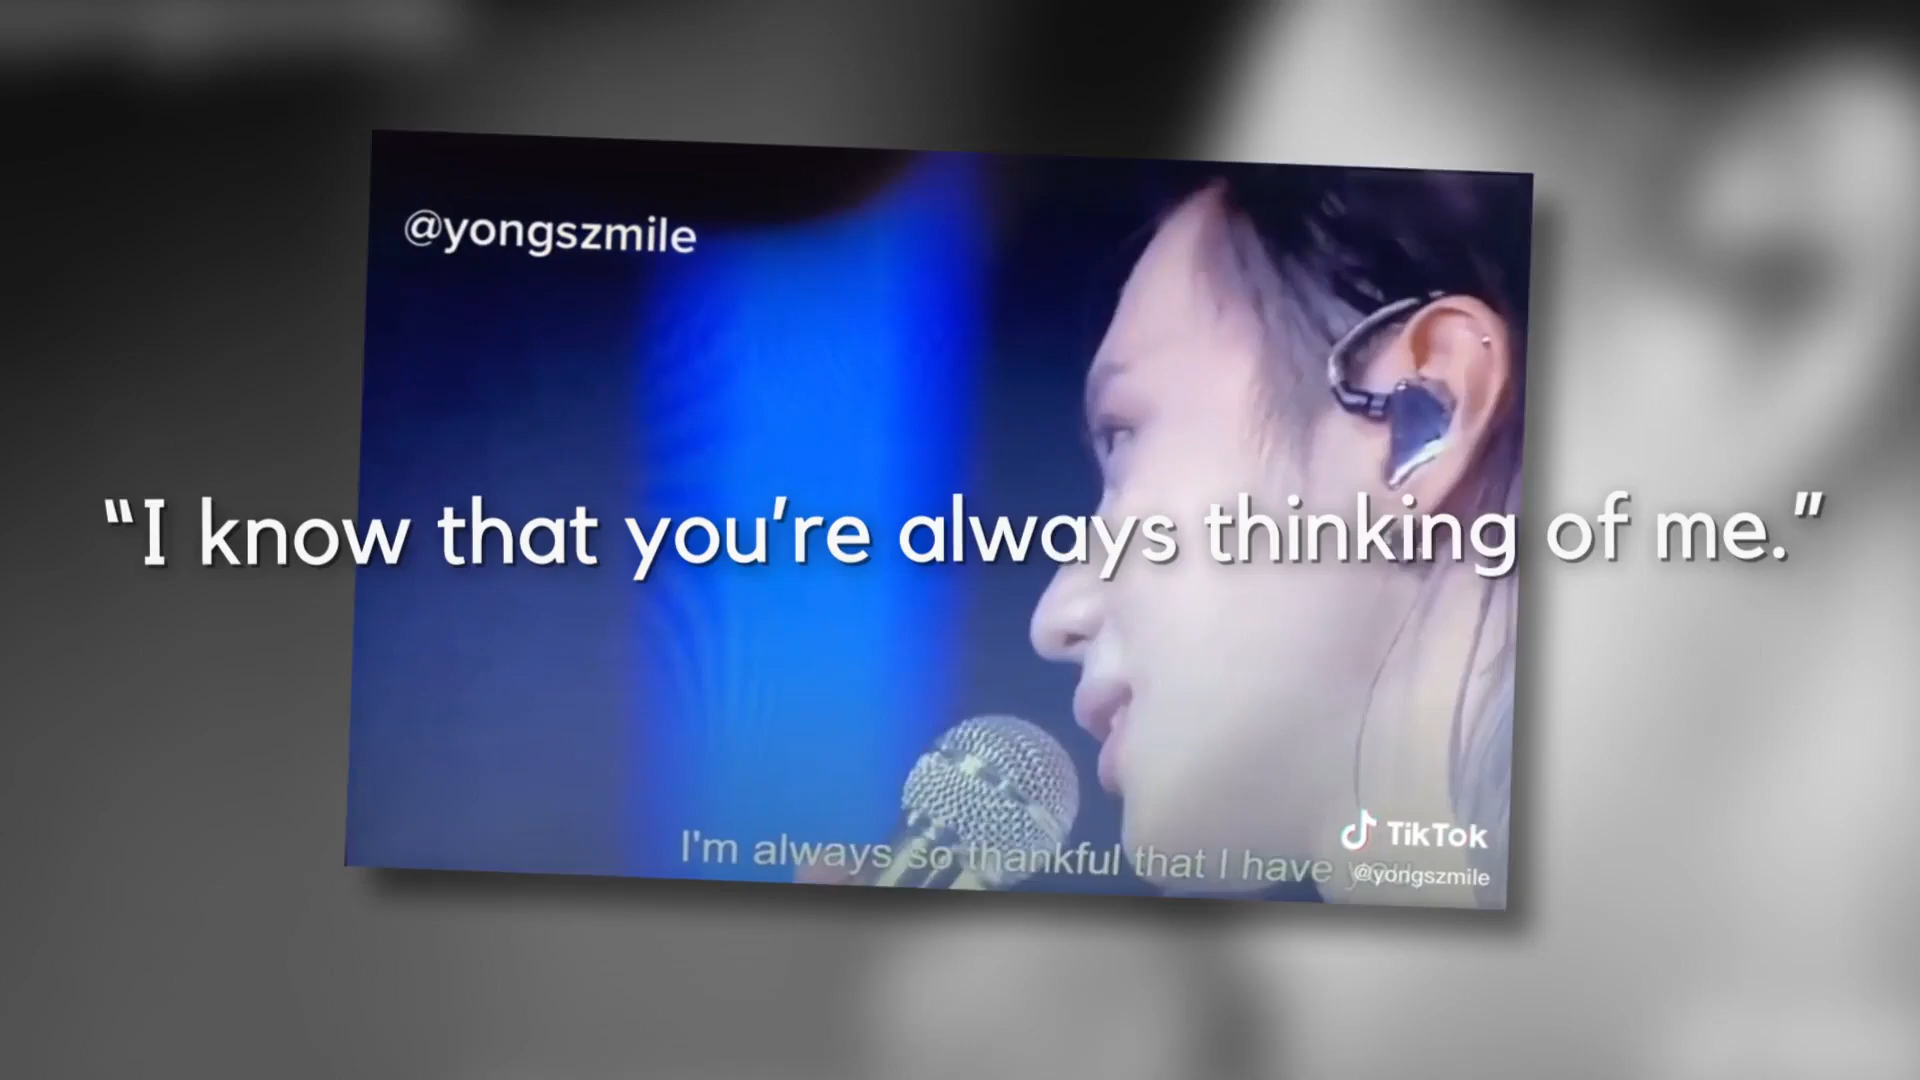 @yongszmile
“I know that you’re always thinking of me.”
I'm always so thankful that I have
TikTok
@yongszmile